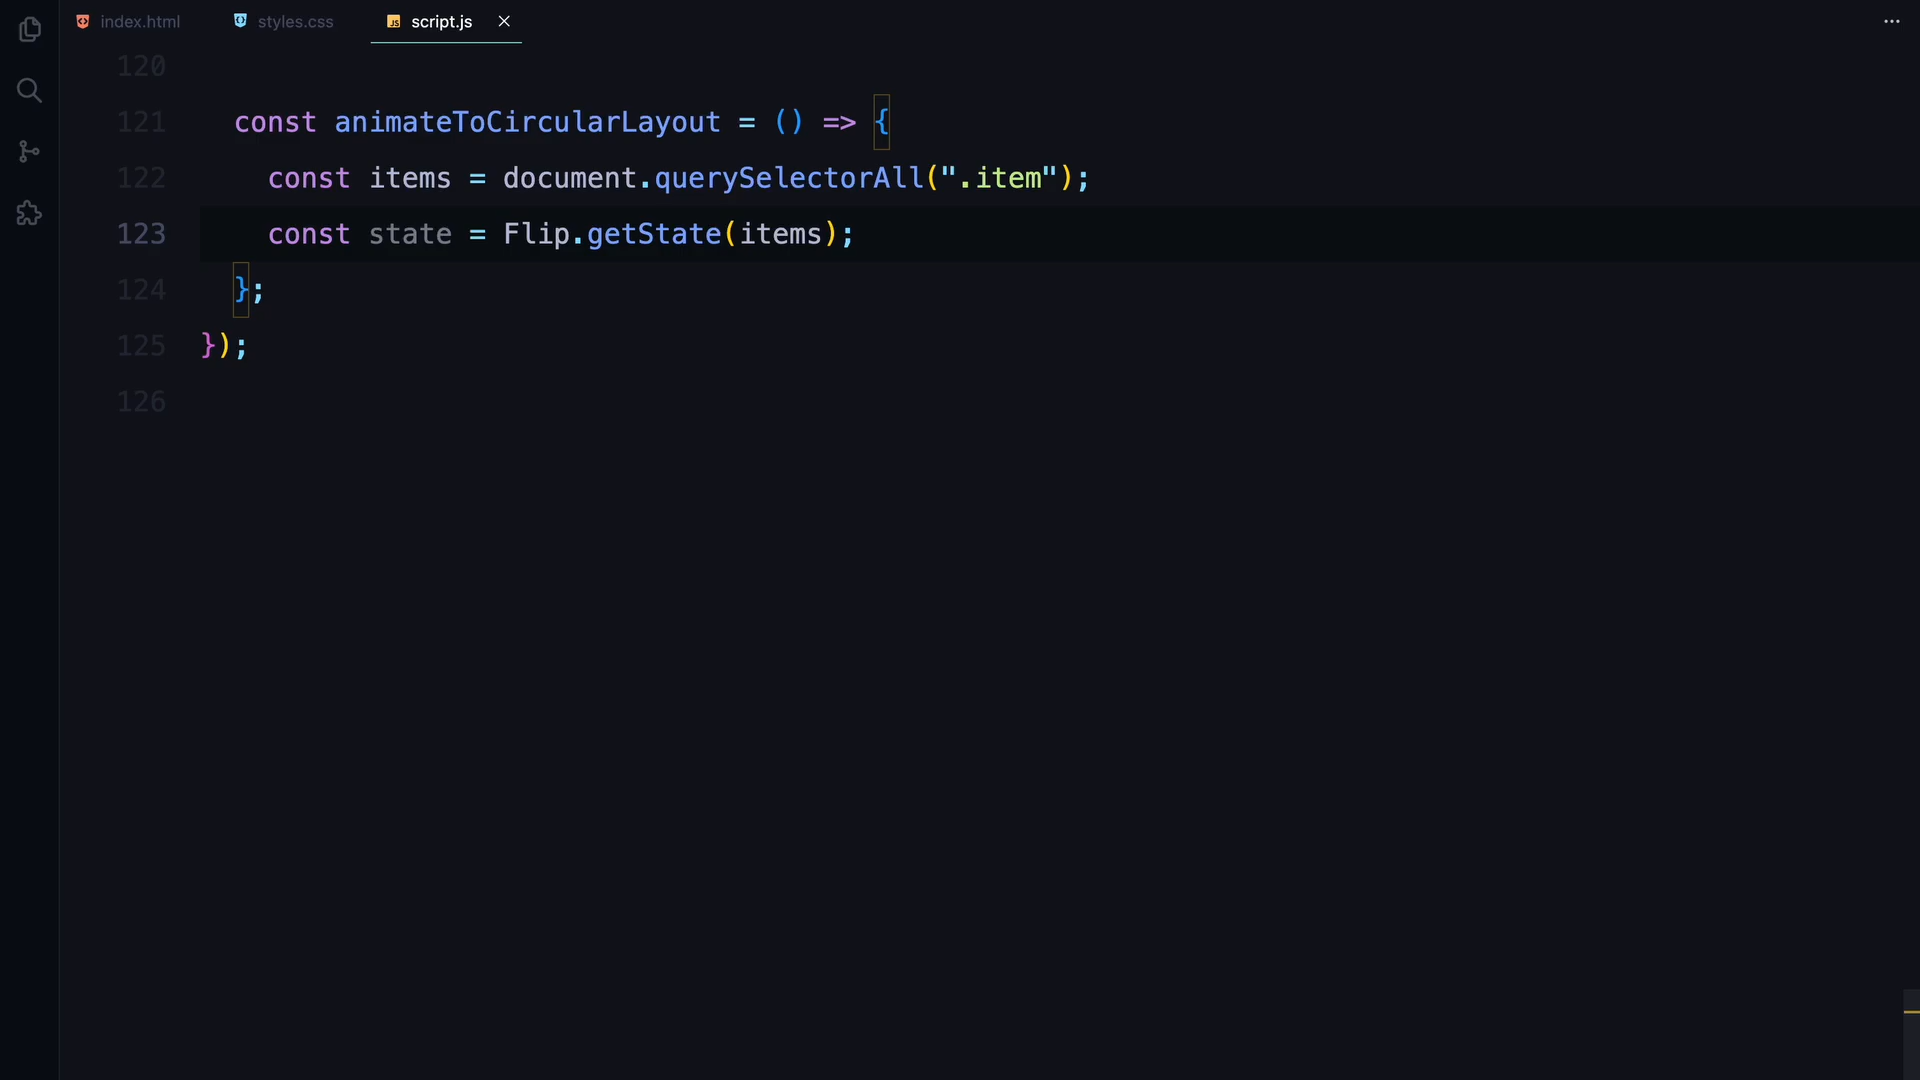 index.html styles.css script.js
120
121 const animateToCircularLayout = () => {
122 const items = document.querySelectorAll(".item");
123 const state = Flip.getState(items);
124 };
125 });
126